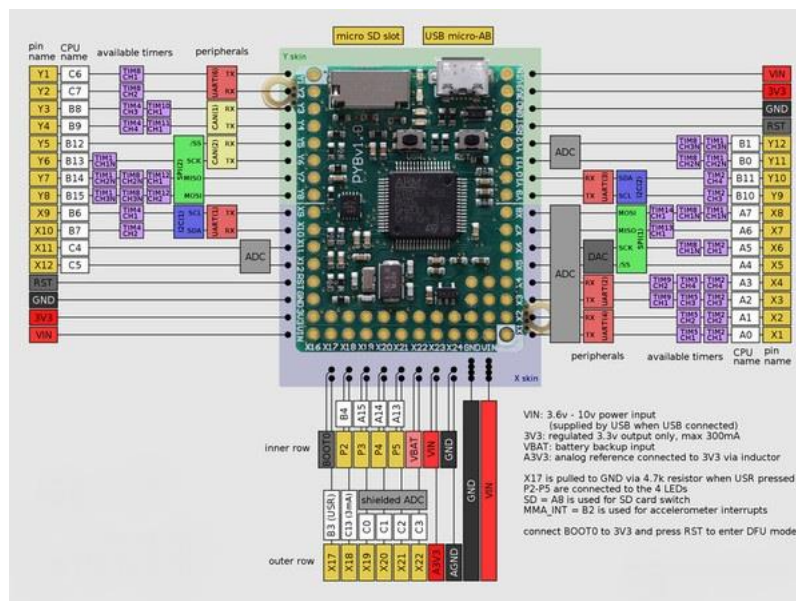 micro SD slot
USB micro-AB
pin name
CPU name
available timers
peripherals
Y skin
Y1 C6 TIM8 CH1 UART(6) TX
Y2 C7 TIM8 CH2 RX
Y3 B8 TIM4 CH3 TIM10 CH1 CAN(1) RX
Y4 B9 TIM4 CH4 TIM11 CH1 TX
Y5 B12 /SS CAN(2) RX
Y6 B13 TIM1 CH1N SPI(2) SCK TX
Y7 B14 TIM1 CH2N TIM8 CH2N TIM12 CH1 MISO
Y8 B15 TIM1 CH3N TIM8 CH3N TIM12 CH2 MOSI
X9 B6 TIM4 CH1 I2C(1) SCL UART(1) TX
X10 B7 TIM4 CH2 SDA RX
X11 C4 ADC
X12 C5
RST
GND
3V3
VIN
PYBv1.0
VIN
3V3
GND
RST
ADC TIM8 CH3N TIM1 CH3N B1 Y12
TIM8 CH2N TIM1 CH2N B0 Y11
RX UART(3) SDA I2C(2) TIM2 CH4 B11 Y10
TX SCL TIM2 CH3 B10 Y9
ADC MOSI SPI(1) TIM14 CH1 TIM1 CH1N A7 X8
MISO TIM13 CH1 A6 X7
DAC SCK TIM8 CH1N TIM2 CH1 A5 X6
/SS A4 X5
RX UART(2) TIM9 CH2 TIM5 CH4 TIM2 CH4 A3 X4
TX TIM9 CH1 TIM5 CH3 TIM2 CH3 A2 X3
RX UART(4) TIM5 CH2 TIM2 CH2 A1 X2
TX TIM5 CH1 TIM2 CH1 A0 X1
peripherals
available timers
CPU name
pin name
X16 X17 X18 X19 X20 X21 X22 X23 X24 GND VIN
X skin
B4 A15 A14 A13
inner row BOOT0 P2 P3 P4 P5 VBAT VIN GND
GND
VIN
shielded ADC
B3 (USR) C13 (3mA) C0 C1 C2 C3
outer row X17 X18 X19 X20 X21 X22 A3V3 AGND
VIN: 3.6v - 10v power input
(supplied by USB when USB connected)
3V3: regulated 3.3v output only, max 300mA
VBAT: battery backup input
A3V3: analog reference connected to 3V3 via inductor
X17 is pulled to GND via 4.7k resistor when USR pressed
P2-P5 are connected to the 4 LEDs
SD = A8 is used for SD card switch
MMA_INT = B2 is used for accelerometer interrupts
connect BOOT0 to 3V3 and press RST to enter DFU mode